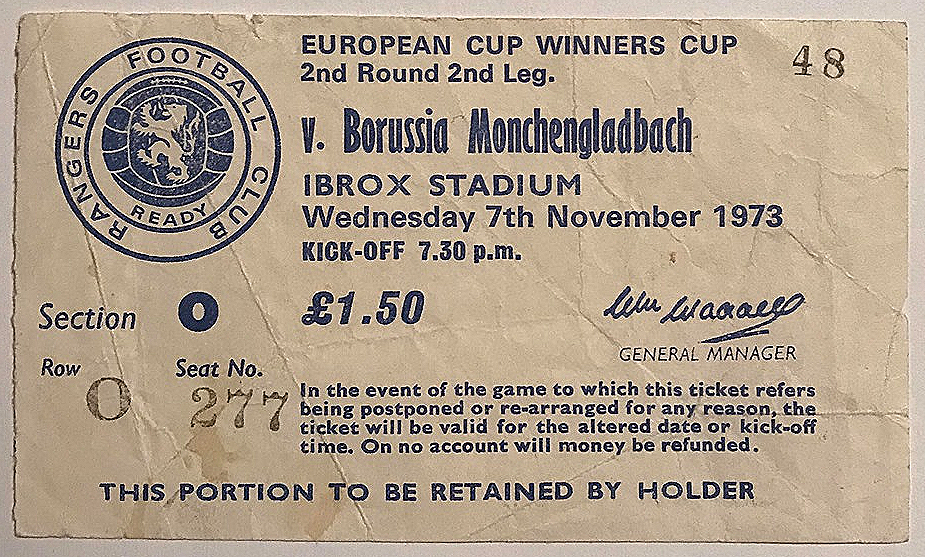 EUROPEAN CUP WINNERS CUP
48
2nd Round 2nd Leg.
RANGERS FOOTBALL CLUB
READY
v. Borussia Monchengladbach
IBROX STADIUM
Wednesday 7th November 1973
KICK-OFF 7.30 p.m.
Section O
£1.50
Wm Waddell
GENERAL MANAGER
Row
O
Seat No.
277
In the event of the game to which this ticket refers
being postponed or re-arranged for any reason, the
ticket will be valid for the altered date or kick-off
time. On no account will money be refunded.
THIS PORTION TO BE RETAINED BY HOLDER